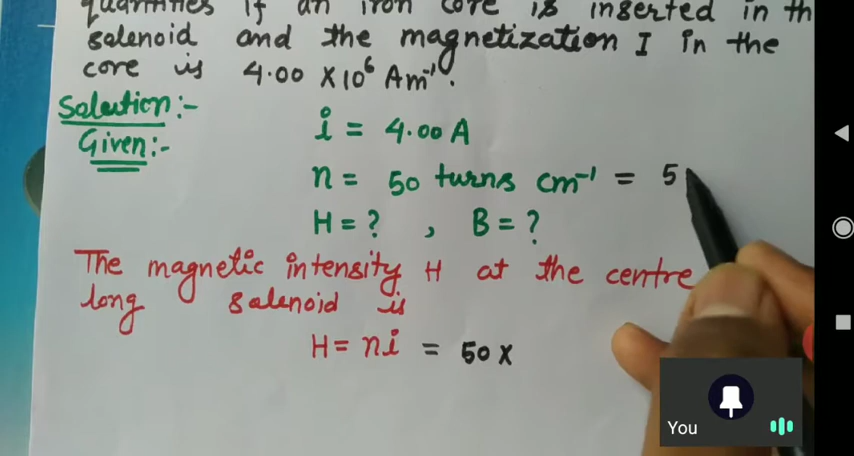 quantities if an iron core is inserted in th
solenoid and the magnetization I in the
core is 4.00 X10⁶ Am⁻¹.
Solution:-
Given:-
i = 4.00 A
n = 50 turns cm⁻¹ = 5
H = ? , B = ?
The magnetic intensity H at the centre
long solenoid is
H = ni = 50 x
You